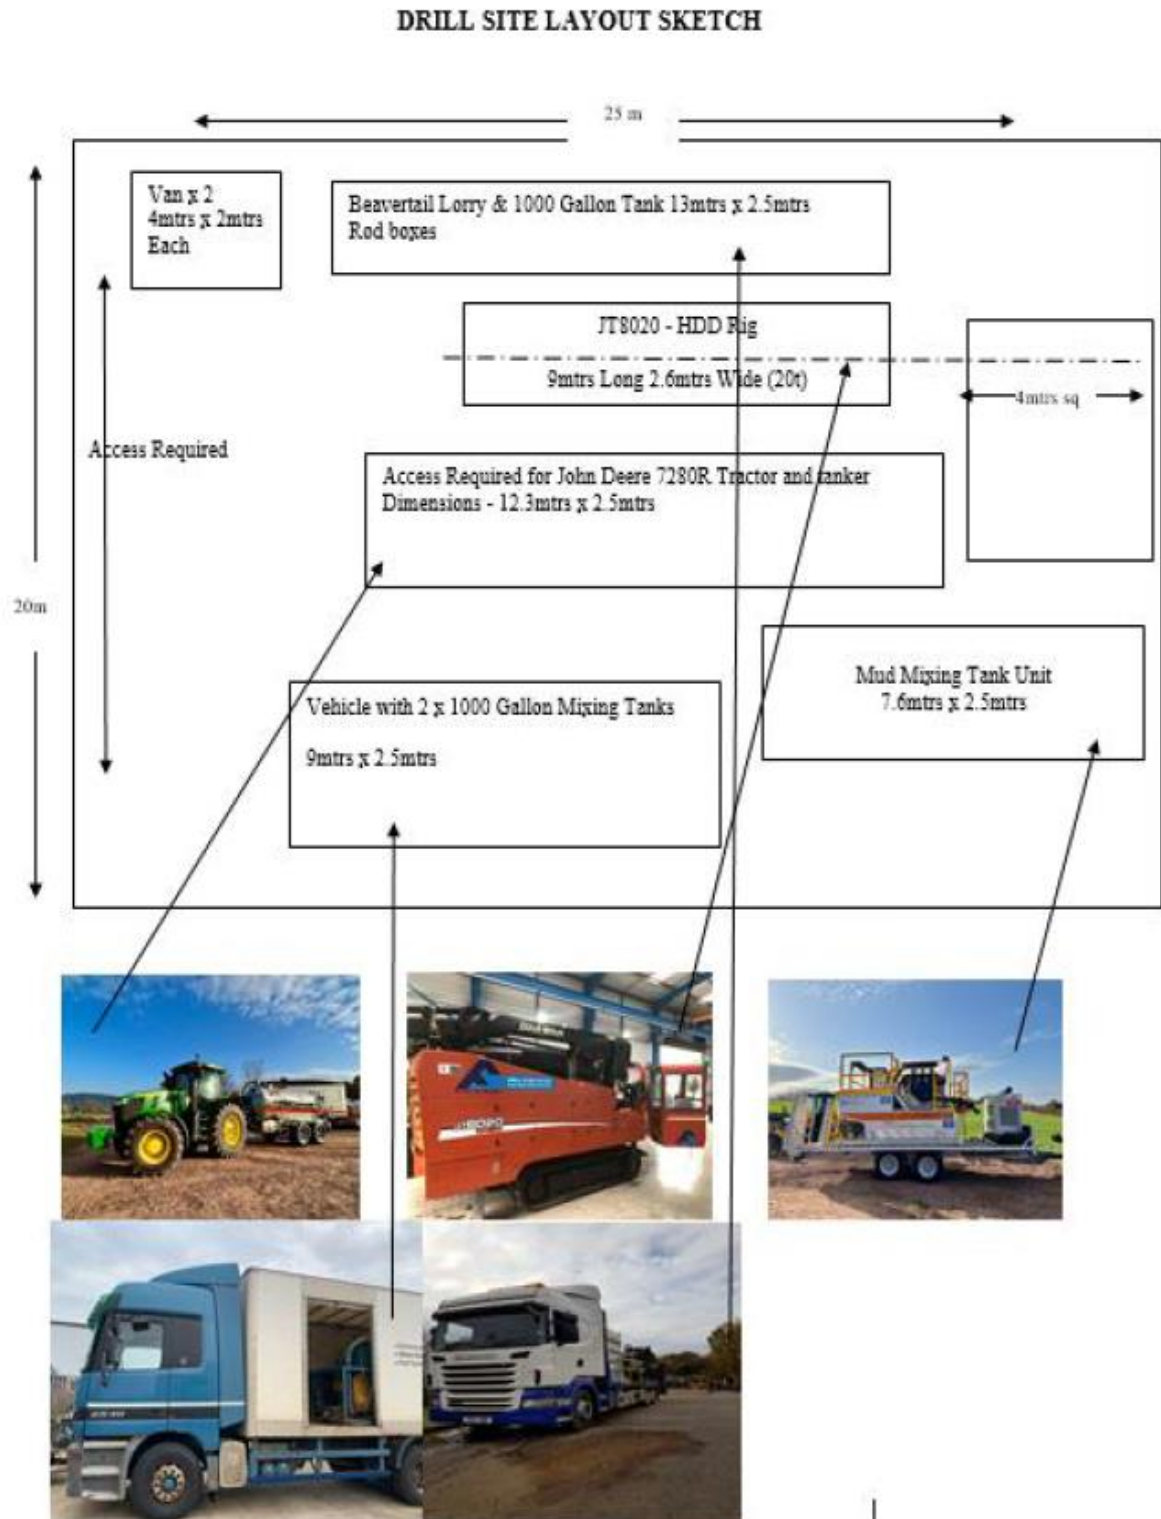 DRILL SITE LAYOUT SKETCH
25 m
Van x 2
4mtrs x 2mtrs
Each
Beavertail Lorry & 1000 Gallon Tank 13mtrs x 2.5mtrs
Rod boxes
JT8020 - HDD Rig
9mtrs Long 2.6mtrs Wide (20t)
4mtrs sq
Access Required
Access Required for John Deere 7280R Tractor and tanker
Dimensions - 12.3mtrs x 2.5mtrs
20m
Mud Mixing Tank Unit
7.6mtrs x 2.5mtrs
Vehicle with 2 x 1000 Gallon Mixing Tanks
9mtrs x 2.5mtrs
8020